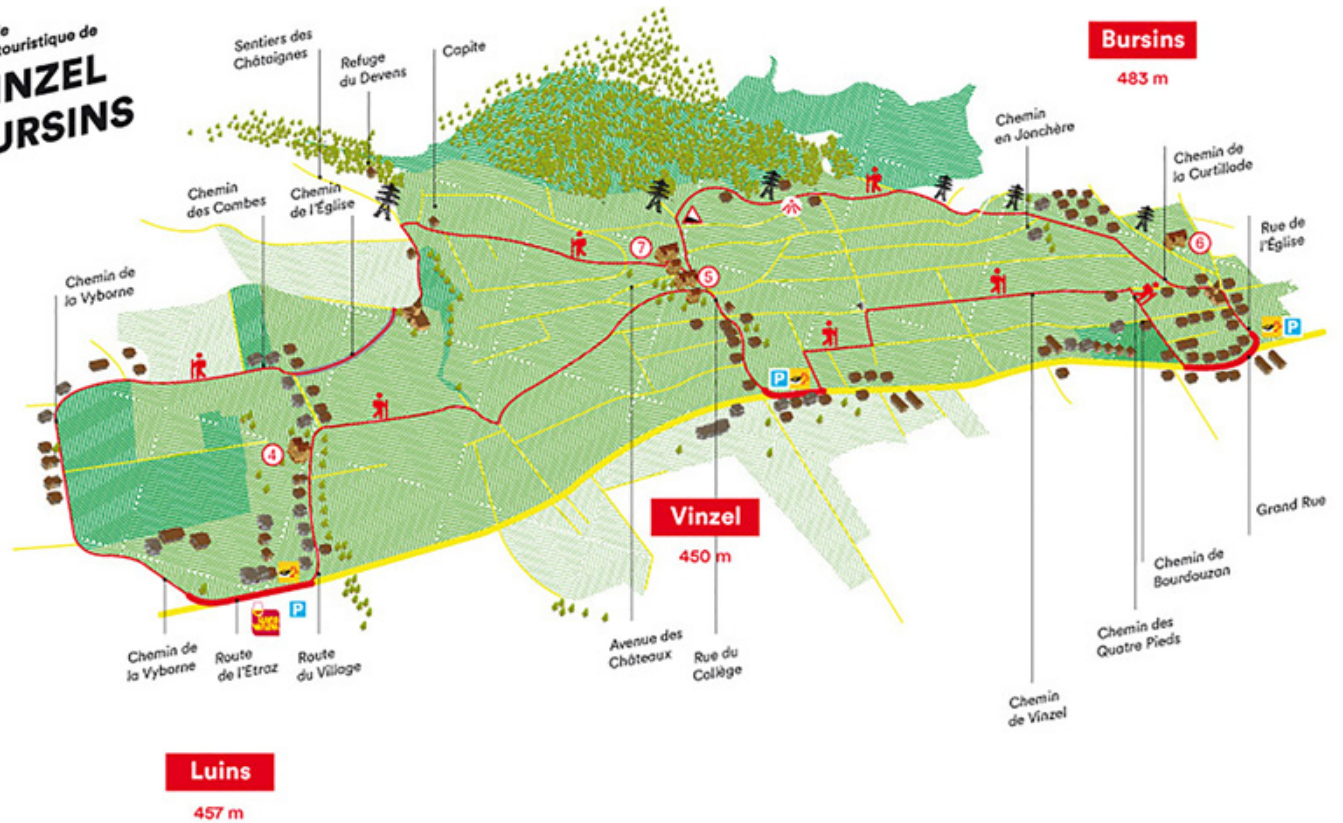 touristique de
INZEL
URSINS
Sentiers des
Châtaignes
Refuge
du Devens
Capite
Bursins
483 m
Chemin
en Jonchère
Chemin de
la Curtillade
Rue de
l'Église
Chemin
des Combes
Chemin
de l'Église
Chemin de
la Vyborne
7
5
6
4
P
P
P
Vinzel
450 m
Grand Rue
Chemin de
Bourdouzan
Chemin des
Quatre Pieds
Chemin
de Vinzel
Avenue des
Châteaux
Rue du
Collège
Chemin de
la Vyborne
Route
de l'Etraz
Route
du Village
Luins
457 m